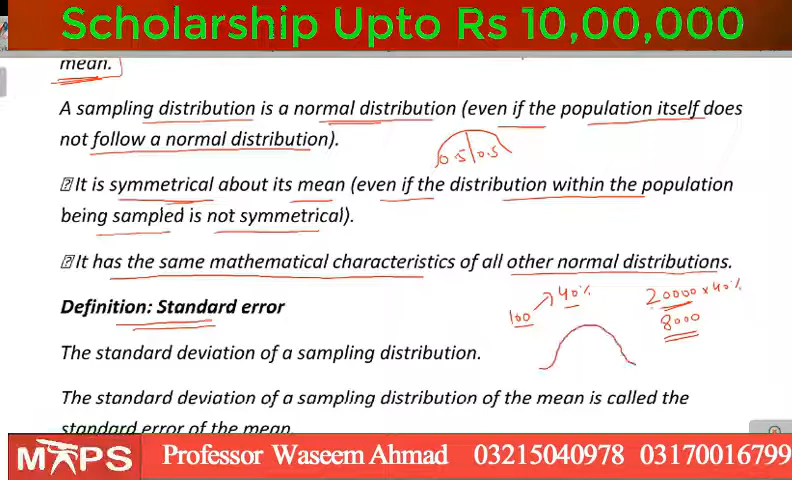 Scholarship Upto Rs 10,00,000
mean.
A sampling distribution is a normal distribution (even if the population itself does
not follow a normal distribution).
0.5 0.5
It is symmetrical about its mean (even if the distribution within the population
being sampled is not symmetrical).
It has the same mathematical characteristics of all other normal distributions.
100 → 40% 20000 x 40%
8000
Definition: Standard error
The standard deviation of a sampling distribution.
The standard deviation of a sampling distribution of the mean is called the
standard error of the mean.
MAPS Professor Waseem Ahmad 03215040978 03170016799